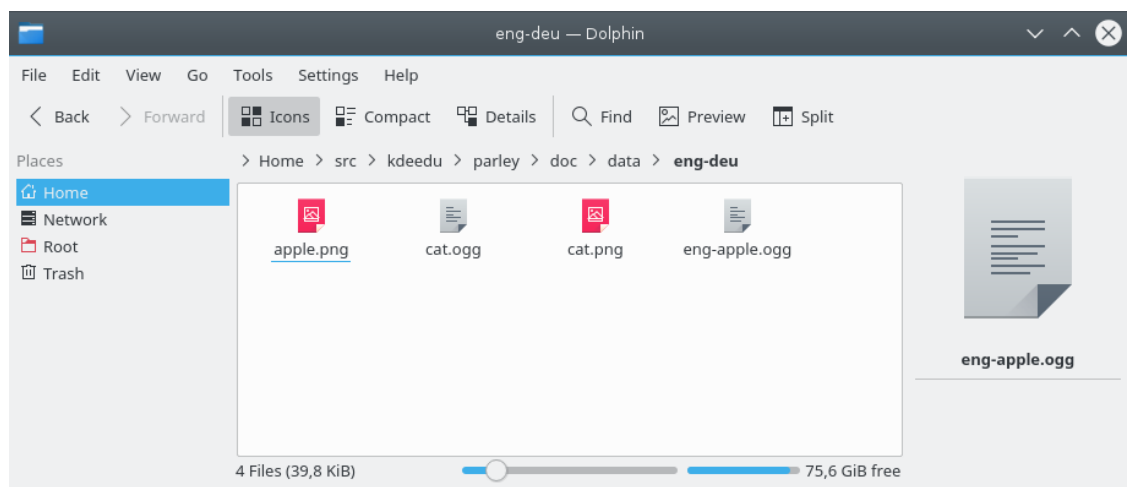 eng-deu — Dolphin
File Edit View Go Tools Settings Help
Back Forward Icons Compact Details Find Preview Split
Places
> Home > src > kdeedu > parley > doc > data > eng-deu
Home
Network
Root
Trash
apple.png cat.ogg cat.png eng-apple.ogg
eng-apple.ogg
4 Files (39,8 KiB) 75,6 GiB free